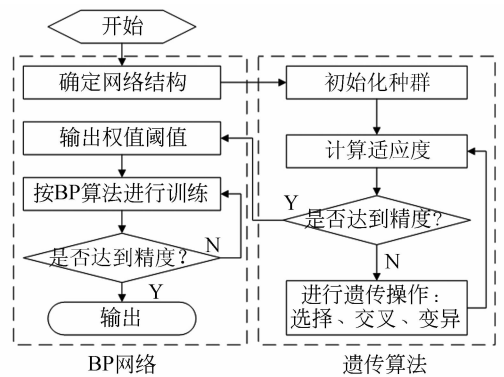 开始
确定网络结构
初始化种群
输出权值阈值
计算适应度
按BP算法进行训练
Y
是否达到精度?
N
是否达到精度?
N
Y
进行遗传操作:
选择、交叉、变异
输出
BP网络
遗传算法